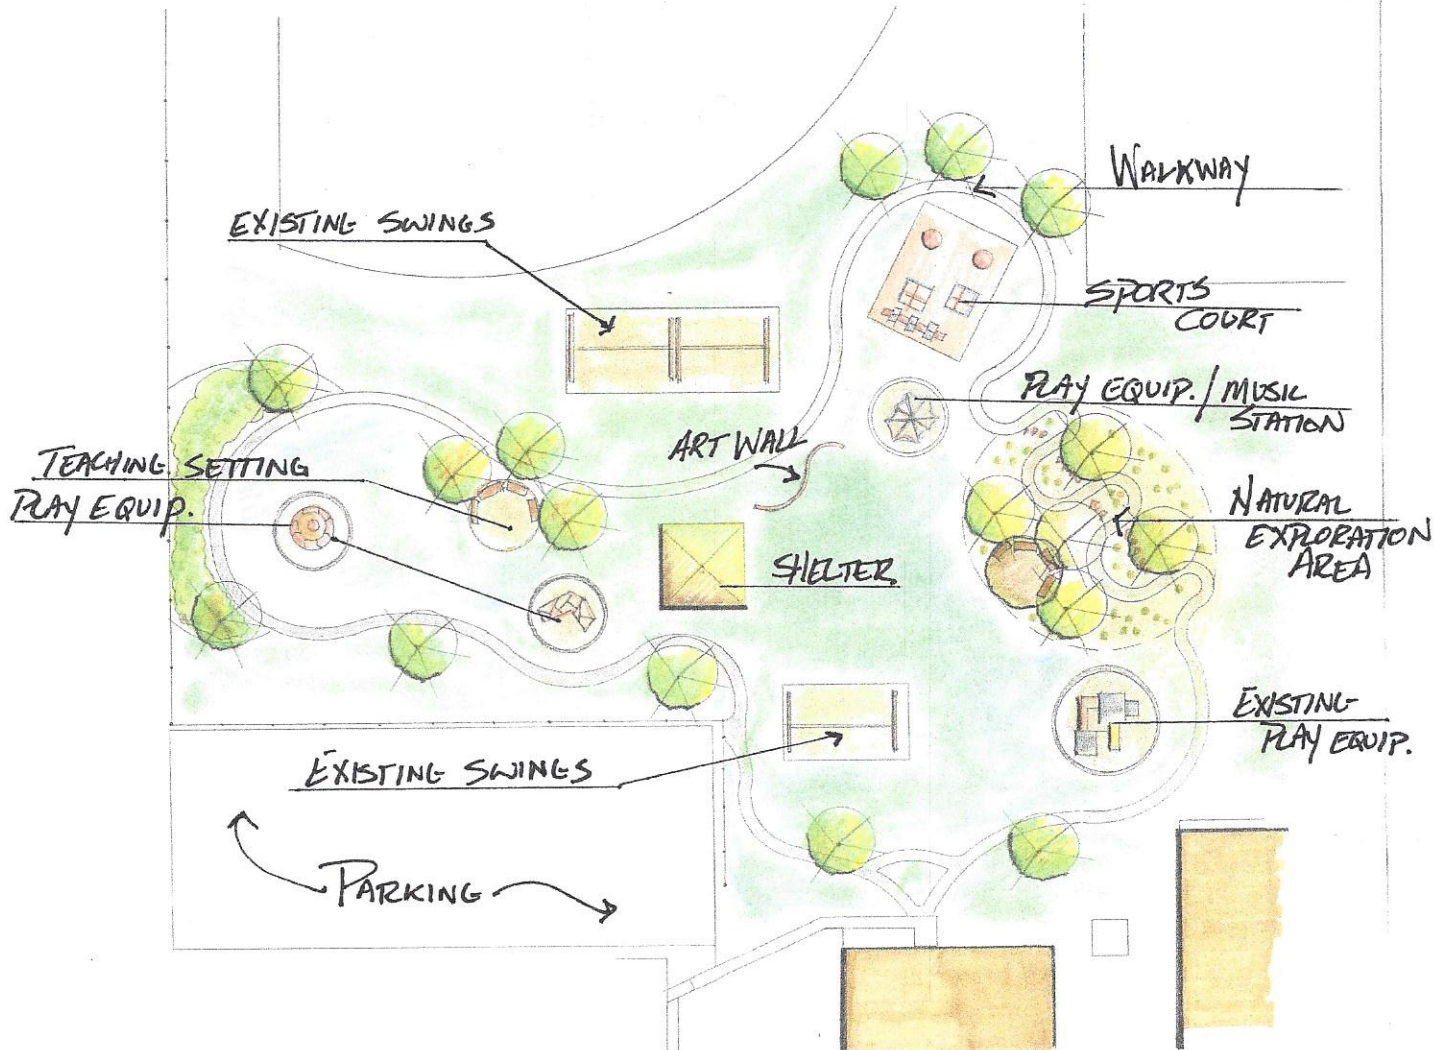 WALKWAY
EXISTING SWINGS
SPORTS
COURT
PLAY EQUIP./MUSIC
STATION
ART WALL
TEACHING SETTING
PLAY EQUIP.
NATURAL
EXPLORATION
AREA
SHELTER
EXISTING
PLAY EQUIP.
EXISTING SWINGS
PARKING